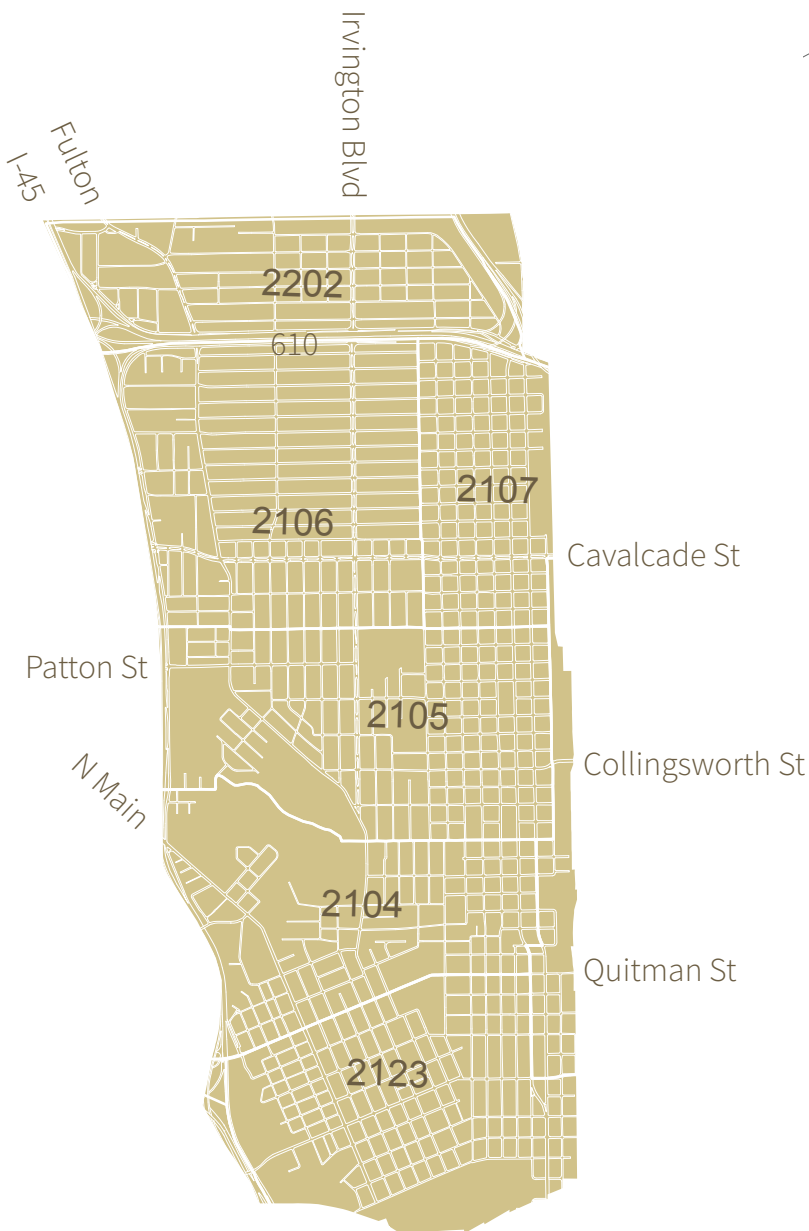 Irvington Blvd
Fulton
I-45
2202
610
2107
2106
Cavalcade St
Patton St
2105
N Main
Collingsworth St
2104
Quitman St
2123